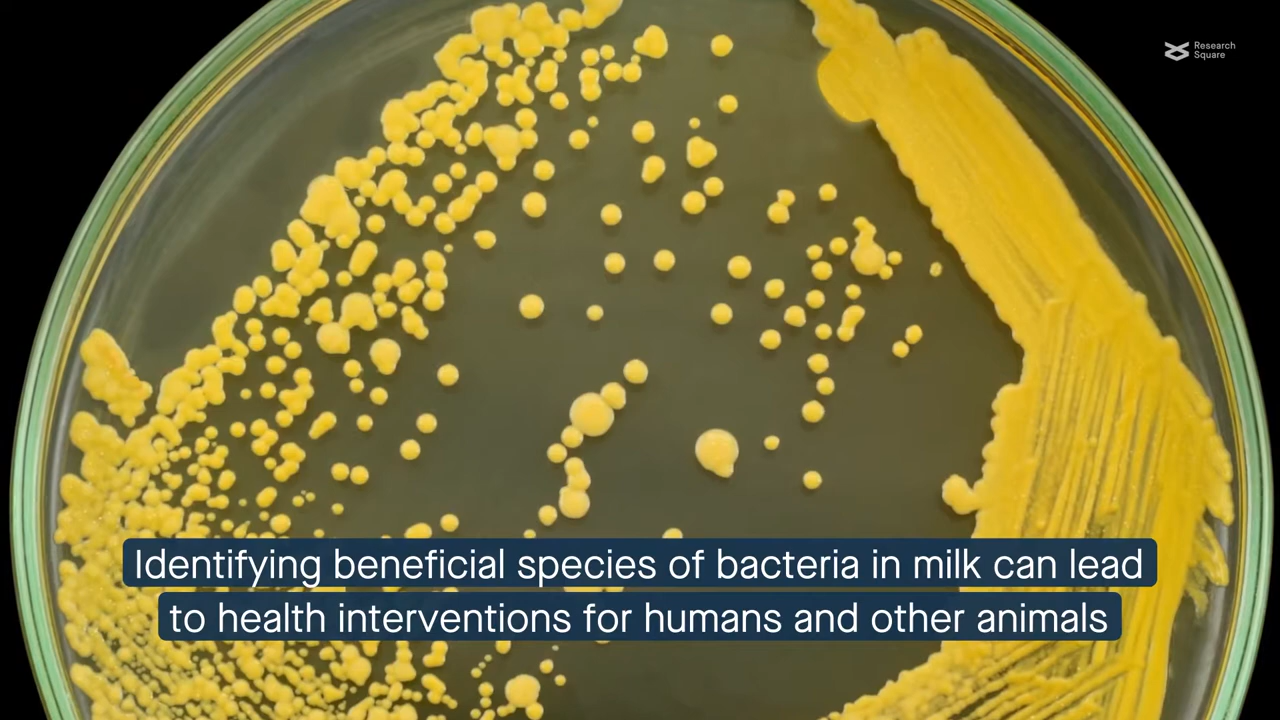 Research
Square
Identifying beneficial species of bacteria in milk can lead
to health interventions for humans and other animals